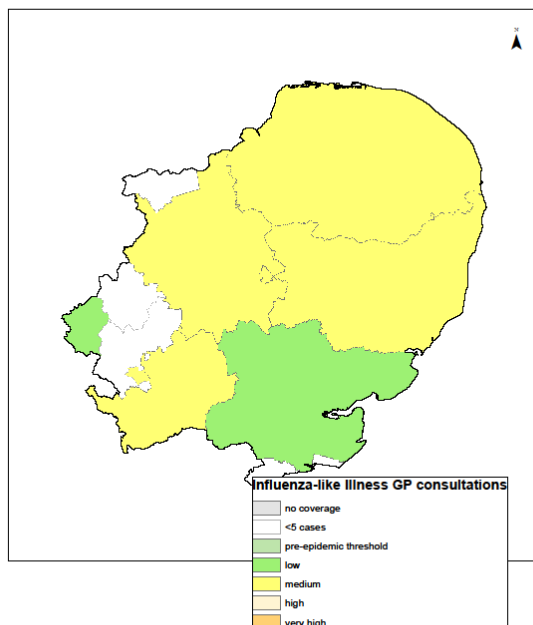 N
Influenza-like Illness GP consultations
no coverage
<5 cases
pre-epidemic threshold
low
medium
high
very high